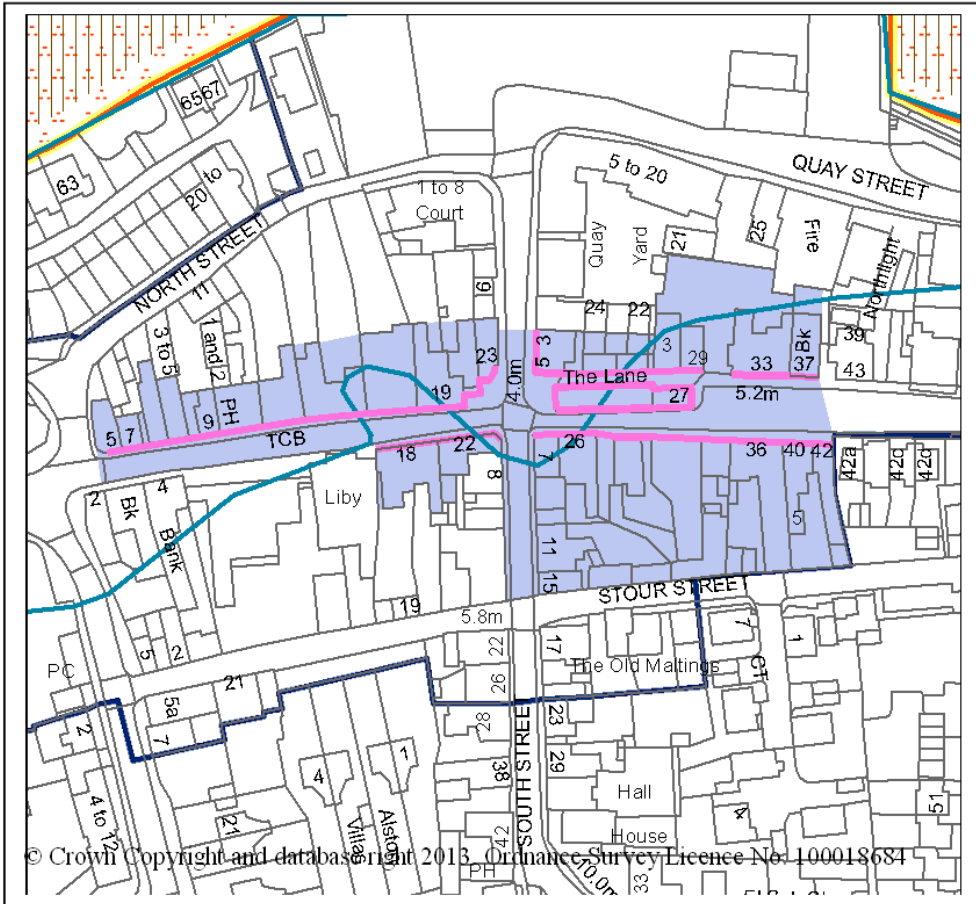 6567
63
20 to
1 to 8
Court
5 to 20
QUAY STREET
NORTH STREET
11
Quay
Yard
21
25
Fire
Northlight
6
24
22
3 to 5
1 and 2
23
4.0m
3
5
3
29
33
Bk
37
39
43
The Lane
27
5.2m
5
7
9
PH
19
TCB
18
22
26
7
36
40
42
42a
42c
42d
2
Bk
4
Bank
Liby
8
11
15
5
STOUR STREET
19
5.8m
5
2
22
17
The Old Maltings
7
CT
1
PC
21
5a
7
26
2
28
SOUTH STREET
23
29
4
1
38
Hall
4
51
4 to 12
21
Villas
Alston
42
House
© Crown Copyright and database right 2013. Ordnance Survey Licence No. 100018684
PH
10.0m
33